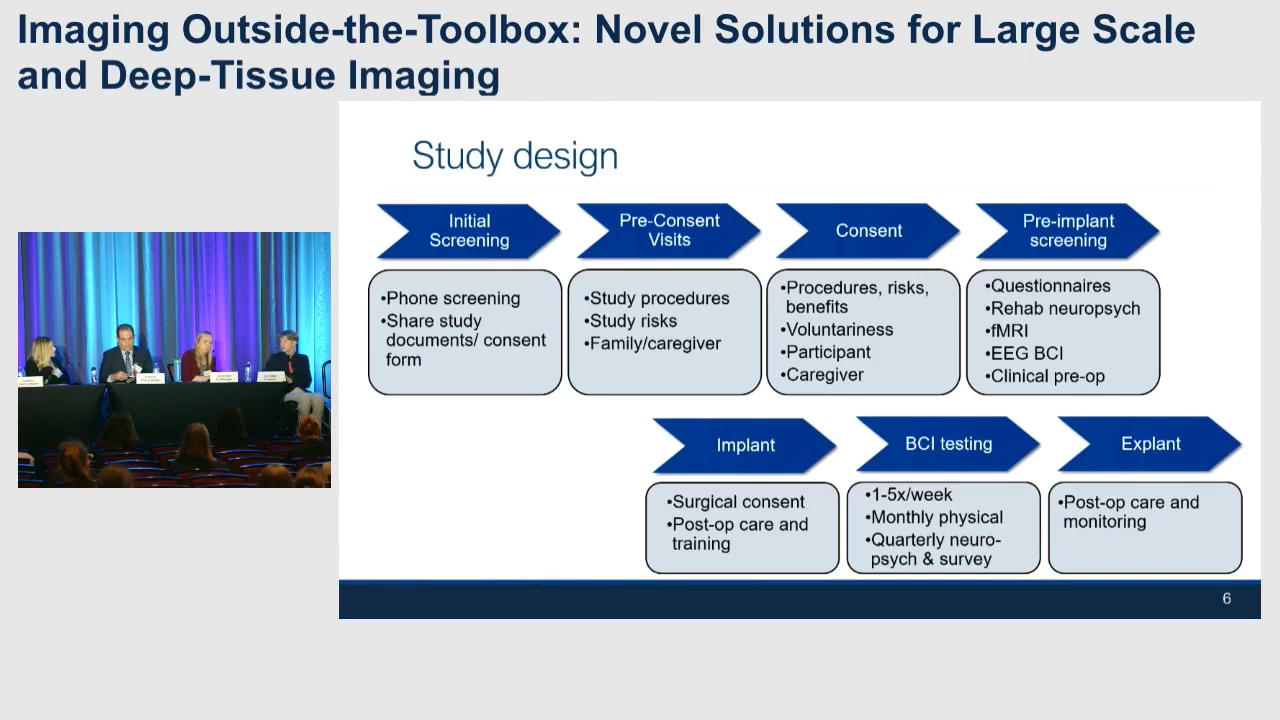 Imaging Outside-the-Toolbox: Novel Solutions for Large Scale
and Deep-Tissue Imaging
Study design
Initial
Screening
•Phone screening
•Share study
documents/ consent
form
Pre-Consent
Visits
•Study procedures
•Study risks
•Family/caregiver
Consent
•Procedures, risks,
benefits
•Voluntariness
•Participant
•Caregiver
Pre-implant
screening
•Questionnaires
•Rehab neuropsych
•fMRI
•EEG BCI
•Clinical pre-op
Implant
•Surgical consent
•Post-op care and
training
BCI testing
•1-5x/week
•Monthly physical
•Quarterly neuro-
psych & survey
Explant
•Post-op care and
monitoring
6